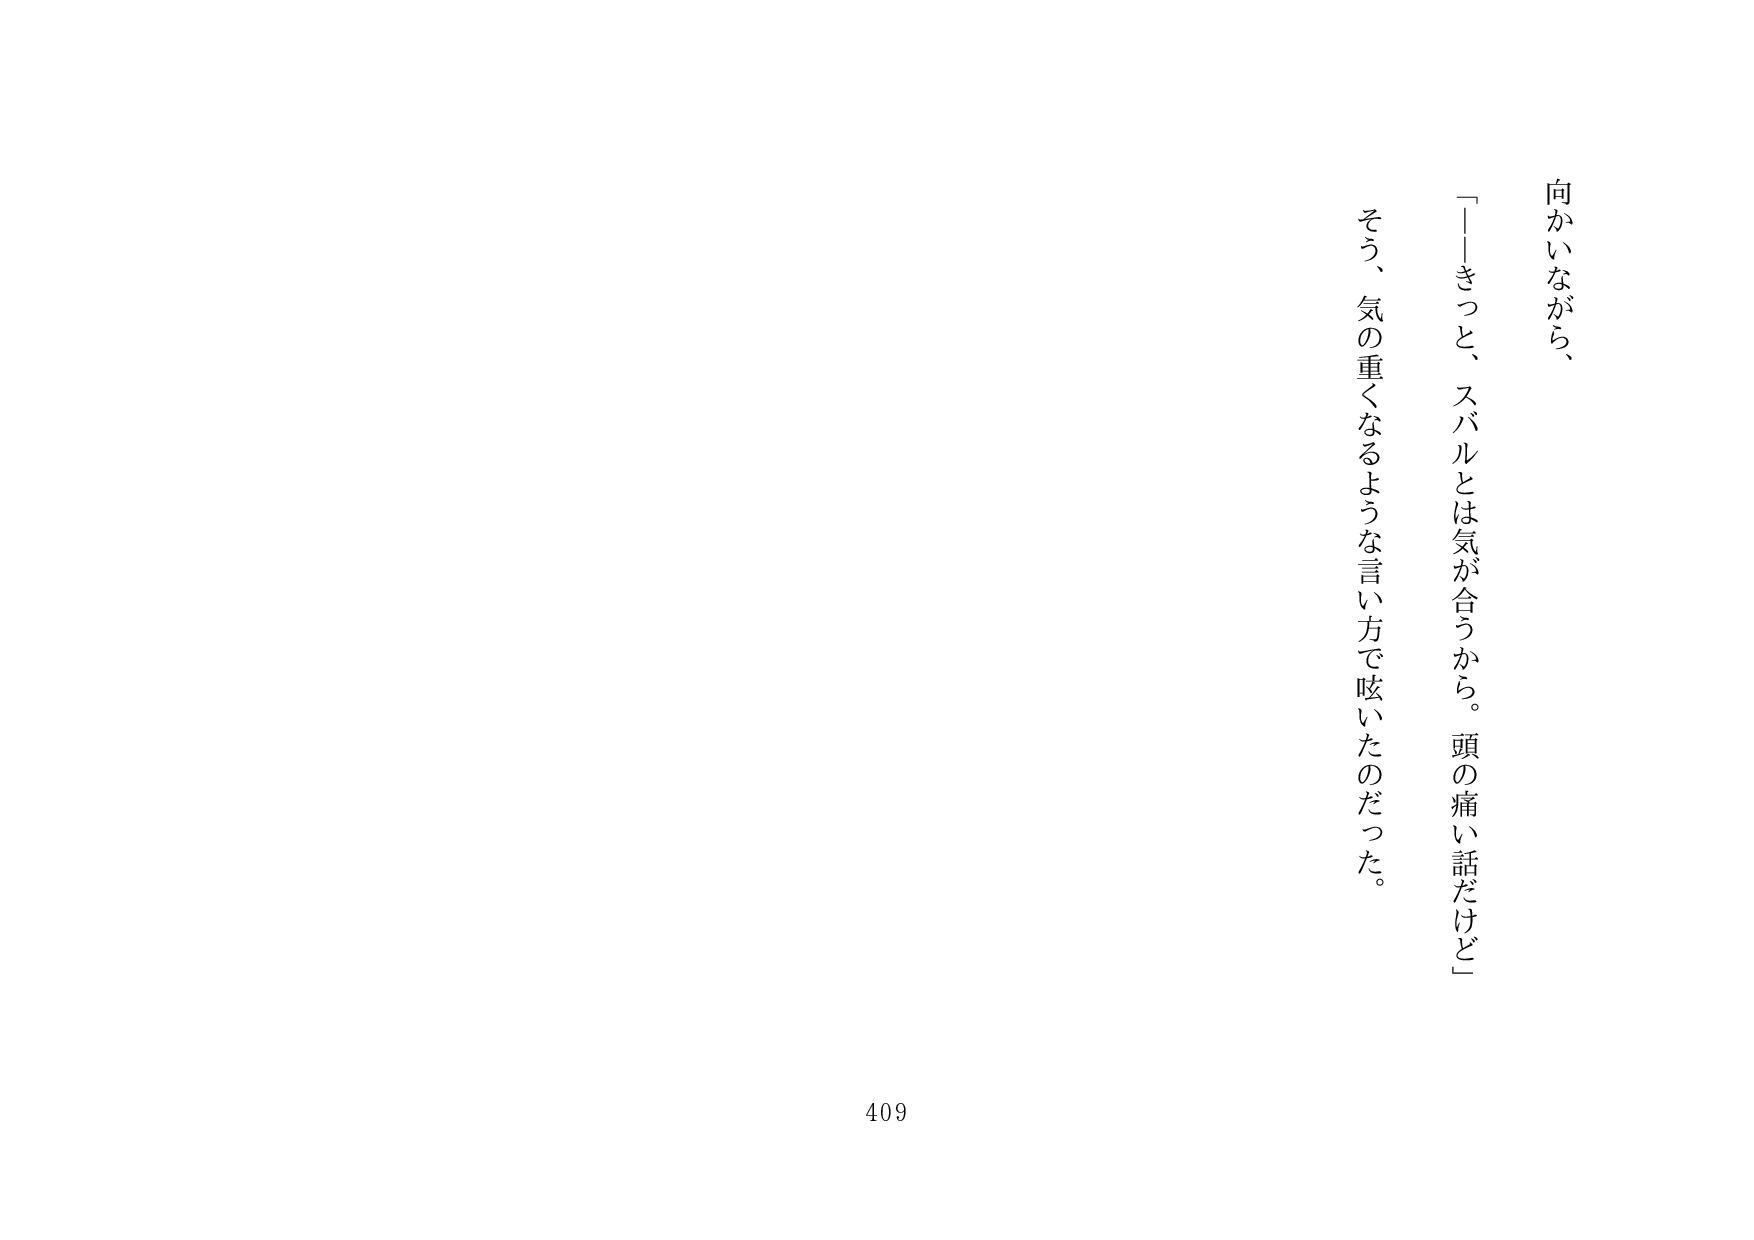 向かいながら、
「――きっと、スバルとは気が合うから。頭の痛い話だけど」
そう、気の重くなるような言い方で呟いたのだった。
409